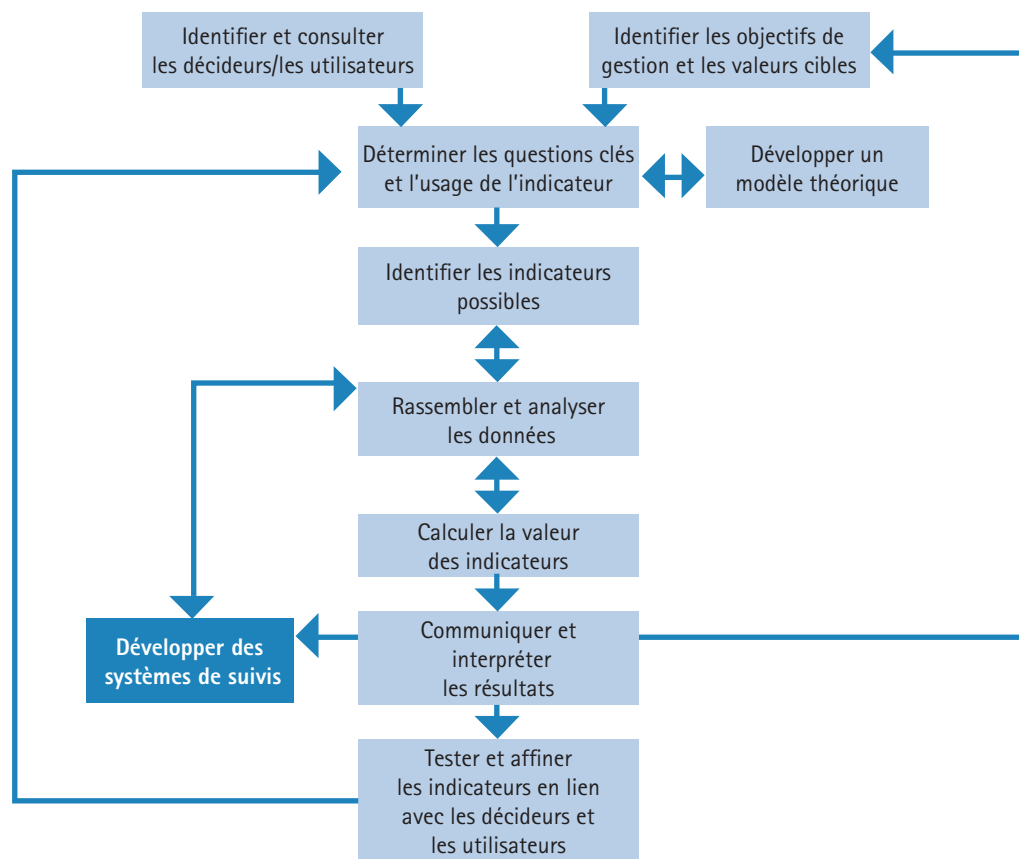 Identifier et consulter
les décideurs/les utilisateurs
Identifier les objectifs de
gestion et les valeurs cibles
Déterminer les questions clés
et l'usage de l'indicateur
Développer un
modèle théorique
Identifier les indicateurs
possibles
Rassembler et analyser
les données
Calculer la valeur
des indicateurs
Développer des
systèmes de suivis
Communiquer et
interpréter
les résultats
Tester et affiner
les indicateurs en lien
avec les décideurs et
les utilisateurs